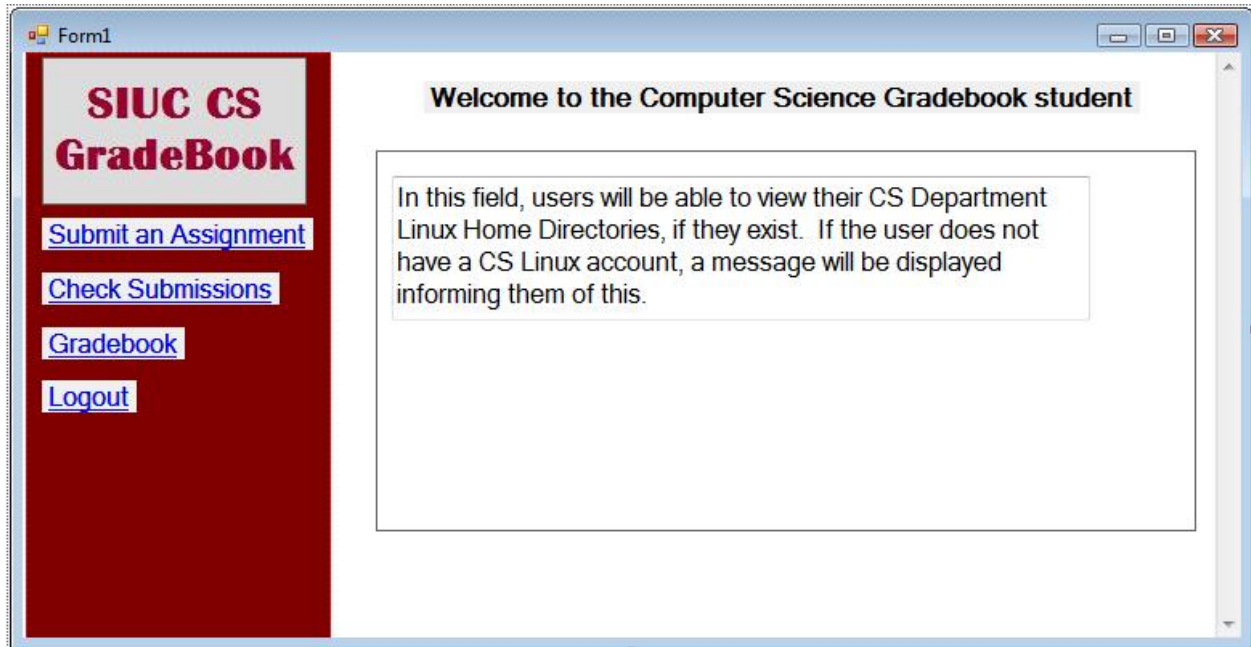 Form1
SIUC CS
GradeBook
Submit an Assignment
Check Submissions
Gradebook
Logout
Welcome to the Computer Science Gradebook student
In this field, users will be able to view their CS Department
Linux Home Directories, if they exist.  If the user does not
have a CS Linux account, a message will be displayed
informing them of this.